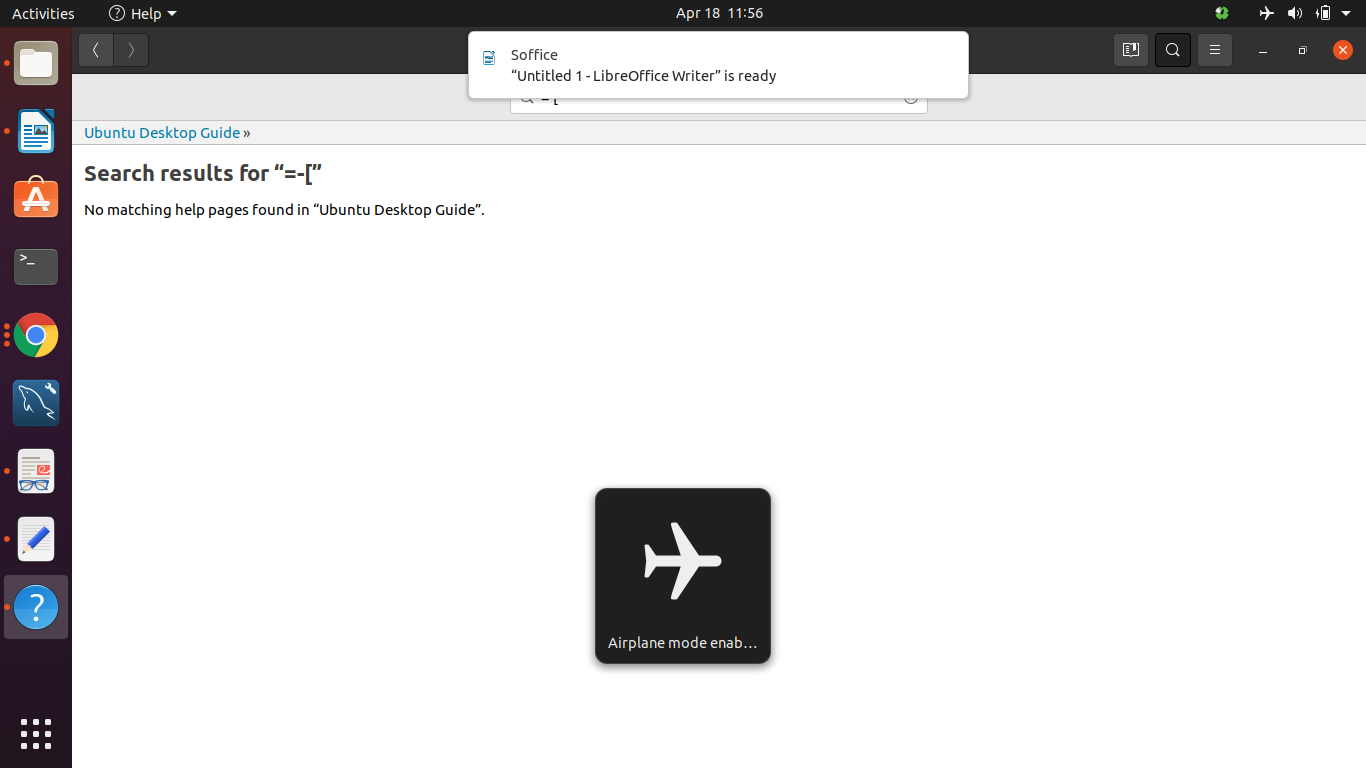 Activities
Help
Apr 18 11:56
Soffice
“Untitled 1 - LibreOffice Writer” is ready
Ubuntu Desktop Guide »
Search results for “=-[”
No matching help pages found in “Ubuntu Desktop Guide”.
Airplane mode enab…